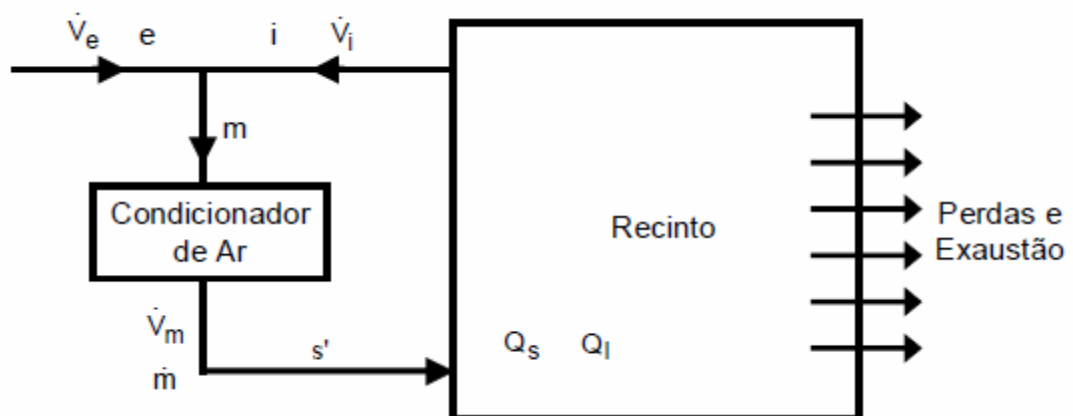 V̇e e i V̇i
m
Condicionador
de Ar
Recinto
Perdas e
Exaustão
V̇m
ṁ
s'
Qs Ql